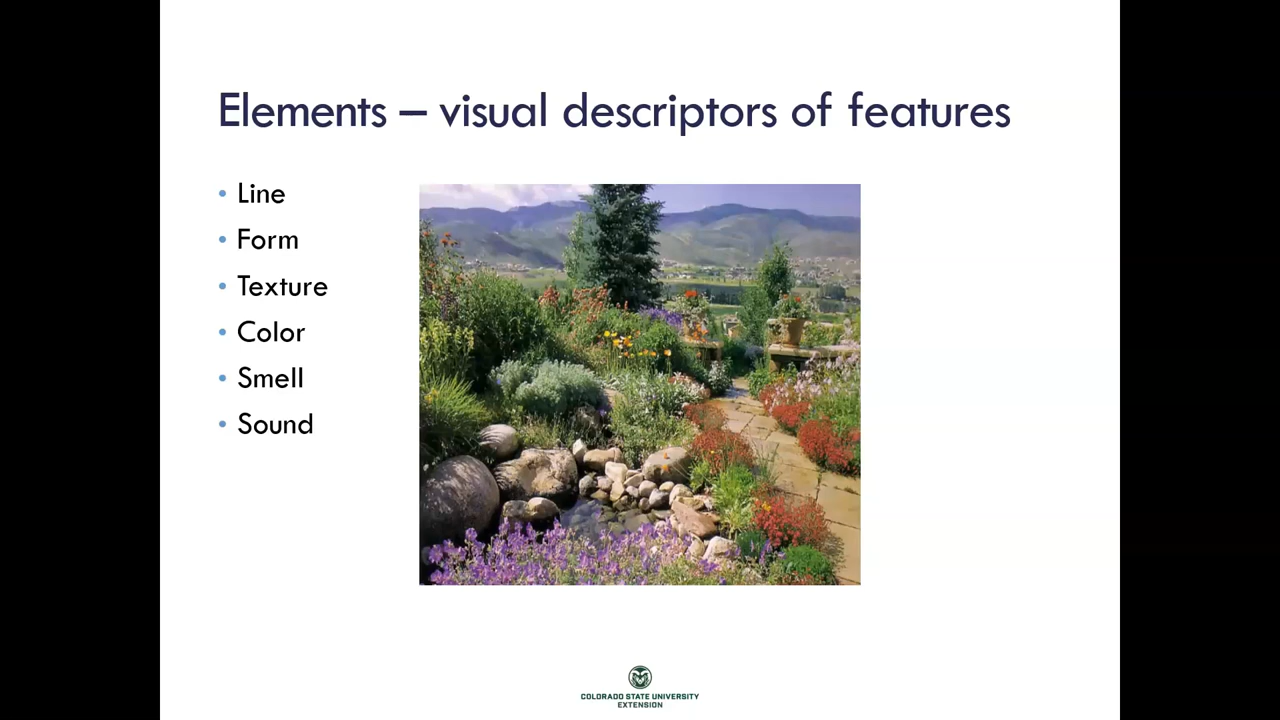 Elements – visual descriptors of features
• Line
• Form
• Texture
• Color
• Smell
• Sound
COLORADO STATE UNIVERSITY
EXTENSION